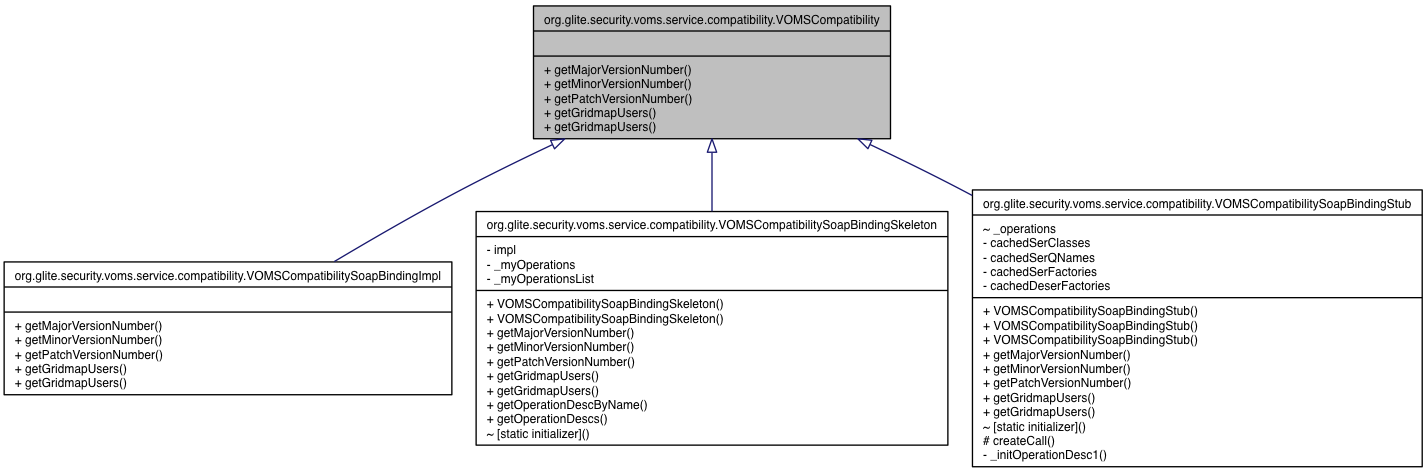 org.glite.security.voms.service.compatibility.VOMSCompatibility
+ getMajorVersionNumber()
+ getMinorVersionNumber()
+ getPatchVersionNumber()
+ getGridmapUsers()
+ getGridmapUsers()
org.glite.security.voms.service.compatibility.VOMSCompatibilitySoapBindingImpl
+ getMajorVersionNumber()
+ getMinorVersionNumber()
+ getPatchVersionNumber()
+ getGridmapUsers()
+ getGridmapUsers()
org.glite.security.voms.service.compatibility.VOMSCompatibilitySoapBindingSkeleton
- impl
- _myOperations
- _myOperationsList
+ VOMSCompatibilitySoapBindingSkeleton()
+ VOMSCompatibilitySoapBindingSkeleton()
+ getMajorVersionNumber()
+ getMinorVersionNumber()
+ getPatchVersionNumber()
+ getGridmapUsers()
+ getGridmapUsers()
+ getOperationDescByName()
+ getOperationDescs()
~ [static initializer]()
org.glite.security.voms.service.compatibility.VOMSCompatibilitySoapBindingStub
~ _operations
- cachedSerClasses
- cachedSerQNames
- cachedSerFactories
- cachedDeserFactories
+ VOMSCompatibilitySoapBindingStub()
+ VOMSCompatibilitySoapBindingStub()
+ VOMSCompatibilitySoapBindingStub()
+ getMajorVersionNumber()
+ getMinorVersionNumber()
+ getPatchVersionNumber()
+ getGridmapUsers()
+ getGridmapUsers()
~ [static initializer]()
# createCall()
- _initOperationDesc1()